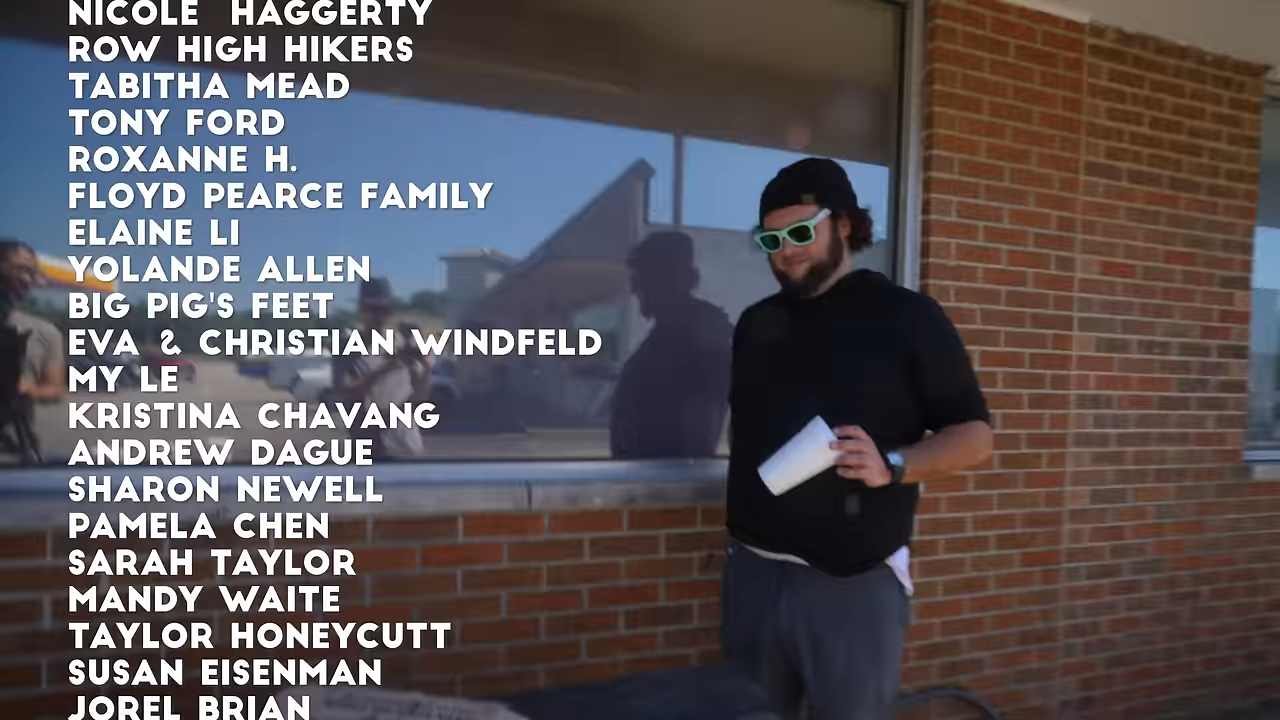 NICOLE HAGGERTY
ROW HIGH HIKERS
TABITHA MEAD
TONY FORD
ROXANNE H.
FLOYD PEARCE FAMILY
ELAINE LI
YOLANDE ALLEN
BIG PIG'S FEET
EVA & CHRISTIAN WINDFELD
MY LE
KRISTINA CHAVANG
ANDREW DAGUE
SHARON NEWELL
PAMELA CHEN
SARAH TAYLOR
MANDY WAITE
TAYLOR HONEYCUTT
SUSAN EISENMAN
JOREL BRIAN